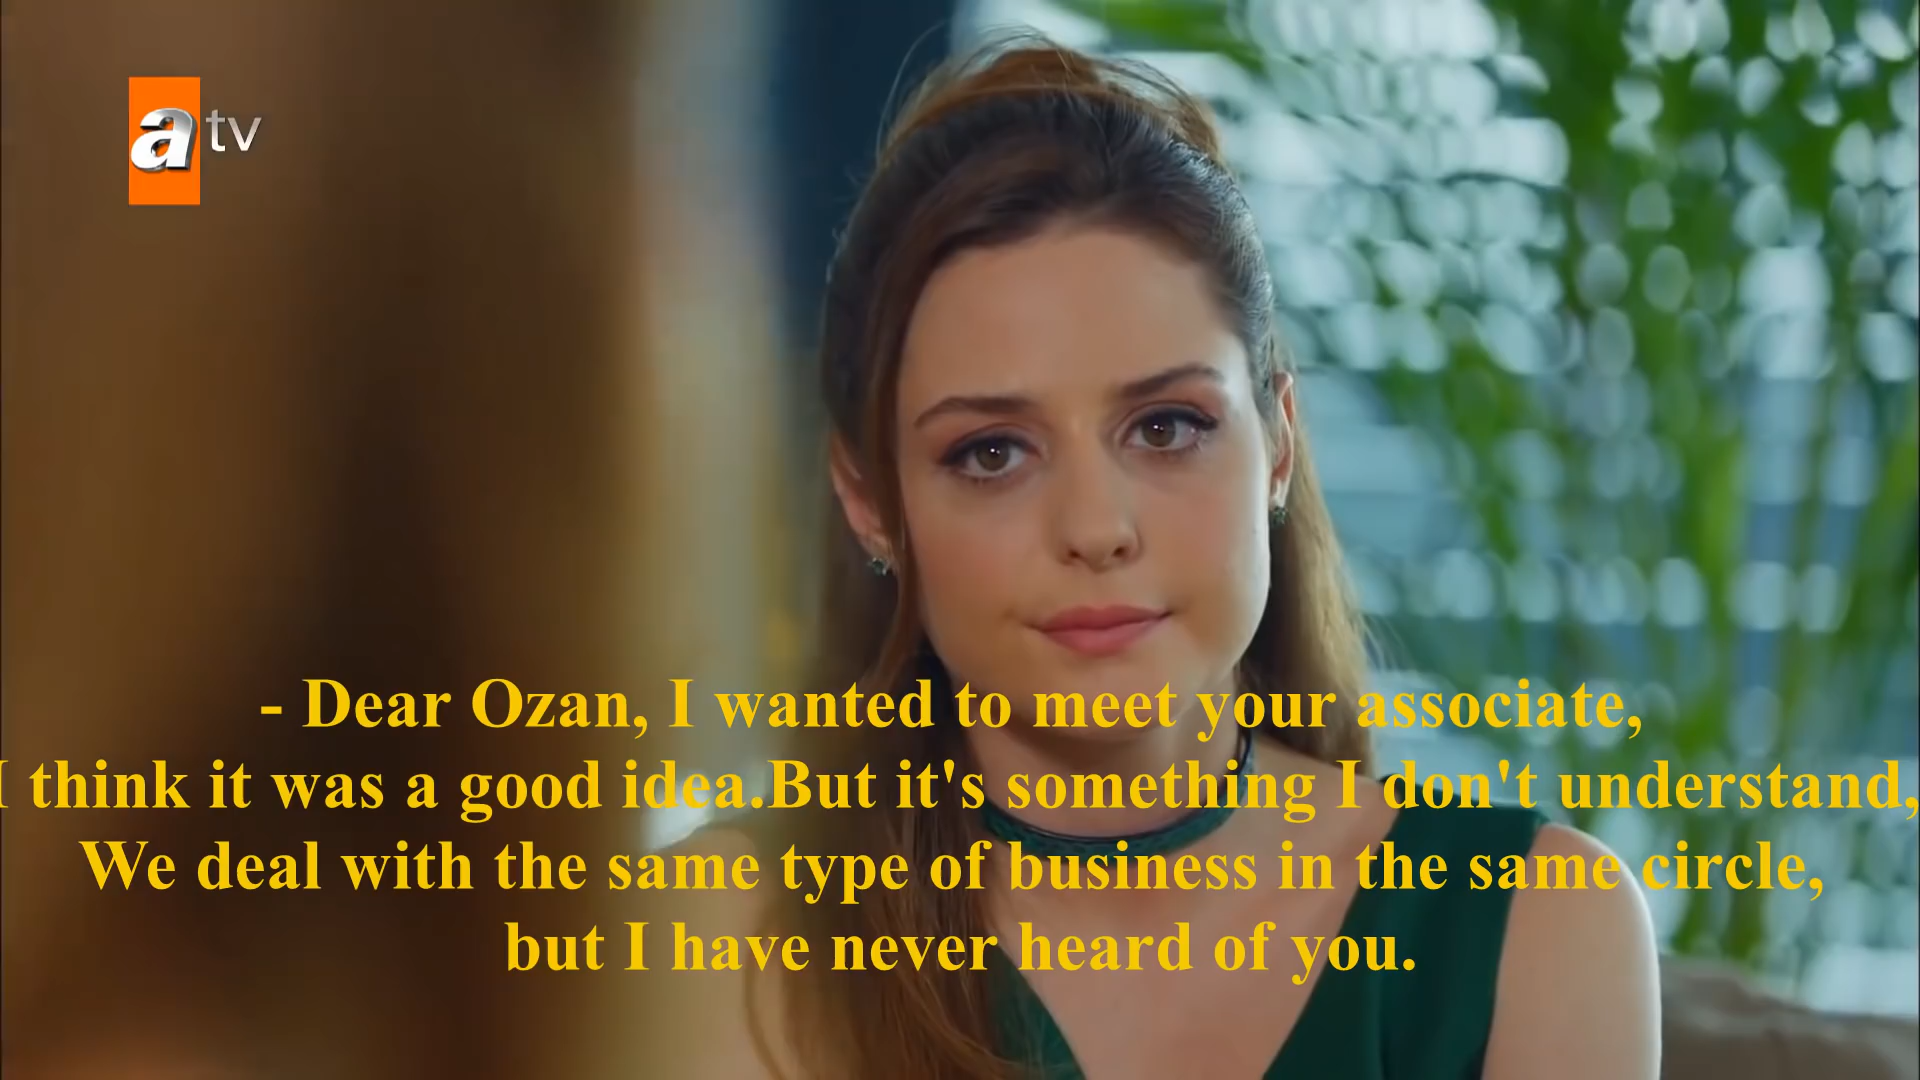 atv
- Dear Ozan, I wanted to meet your associate,
I think it was a good idea.But it's something I don't understand,
We deal with the same type of business in the same circle,
but I have never heard of you.